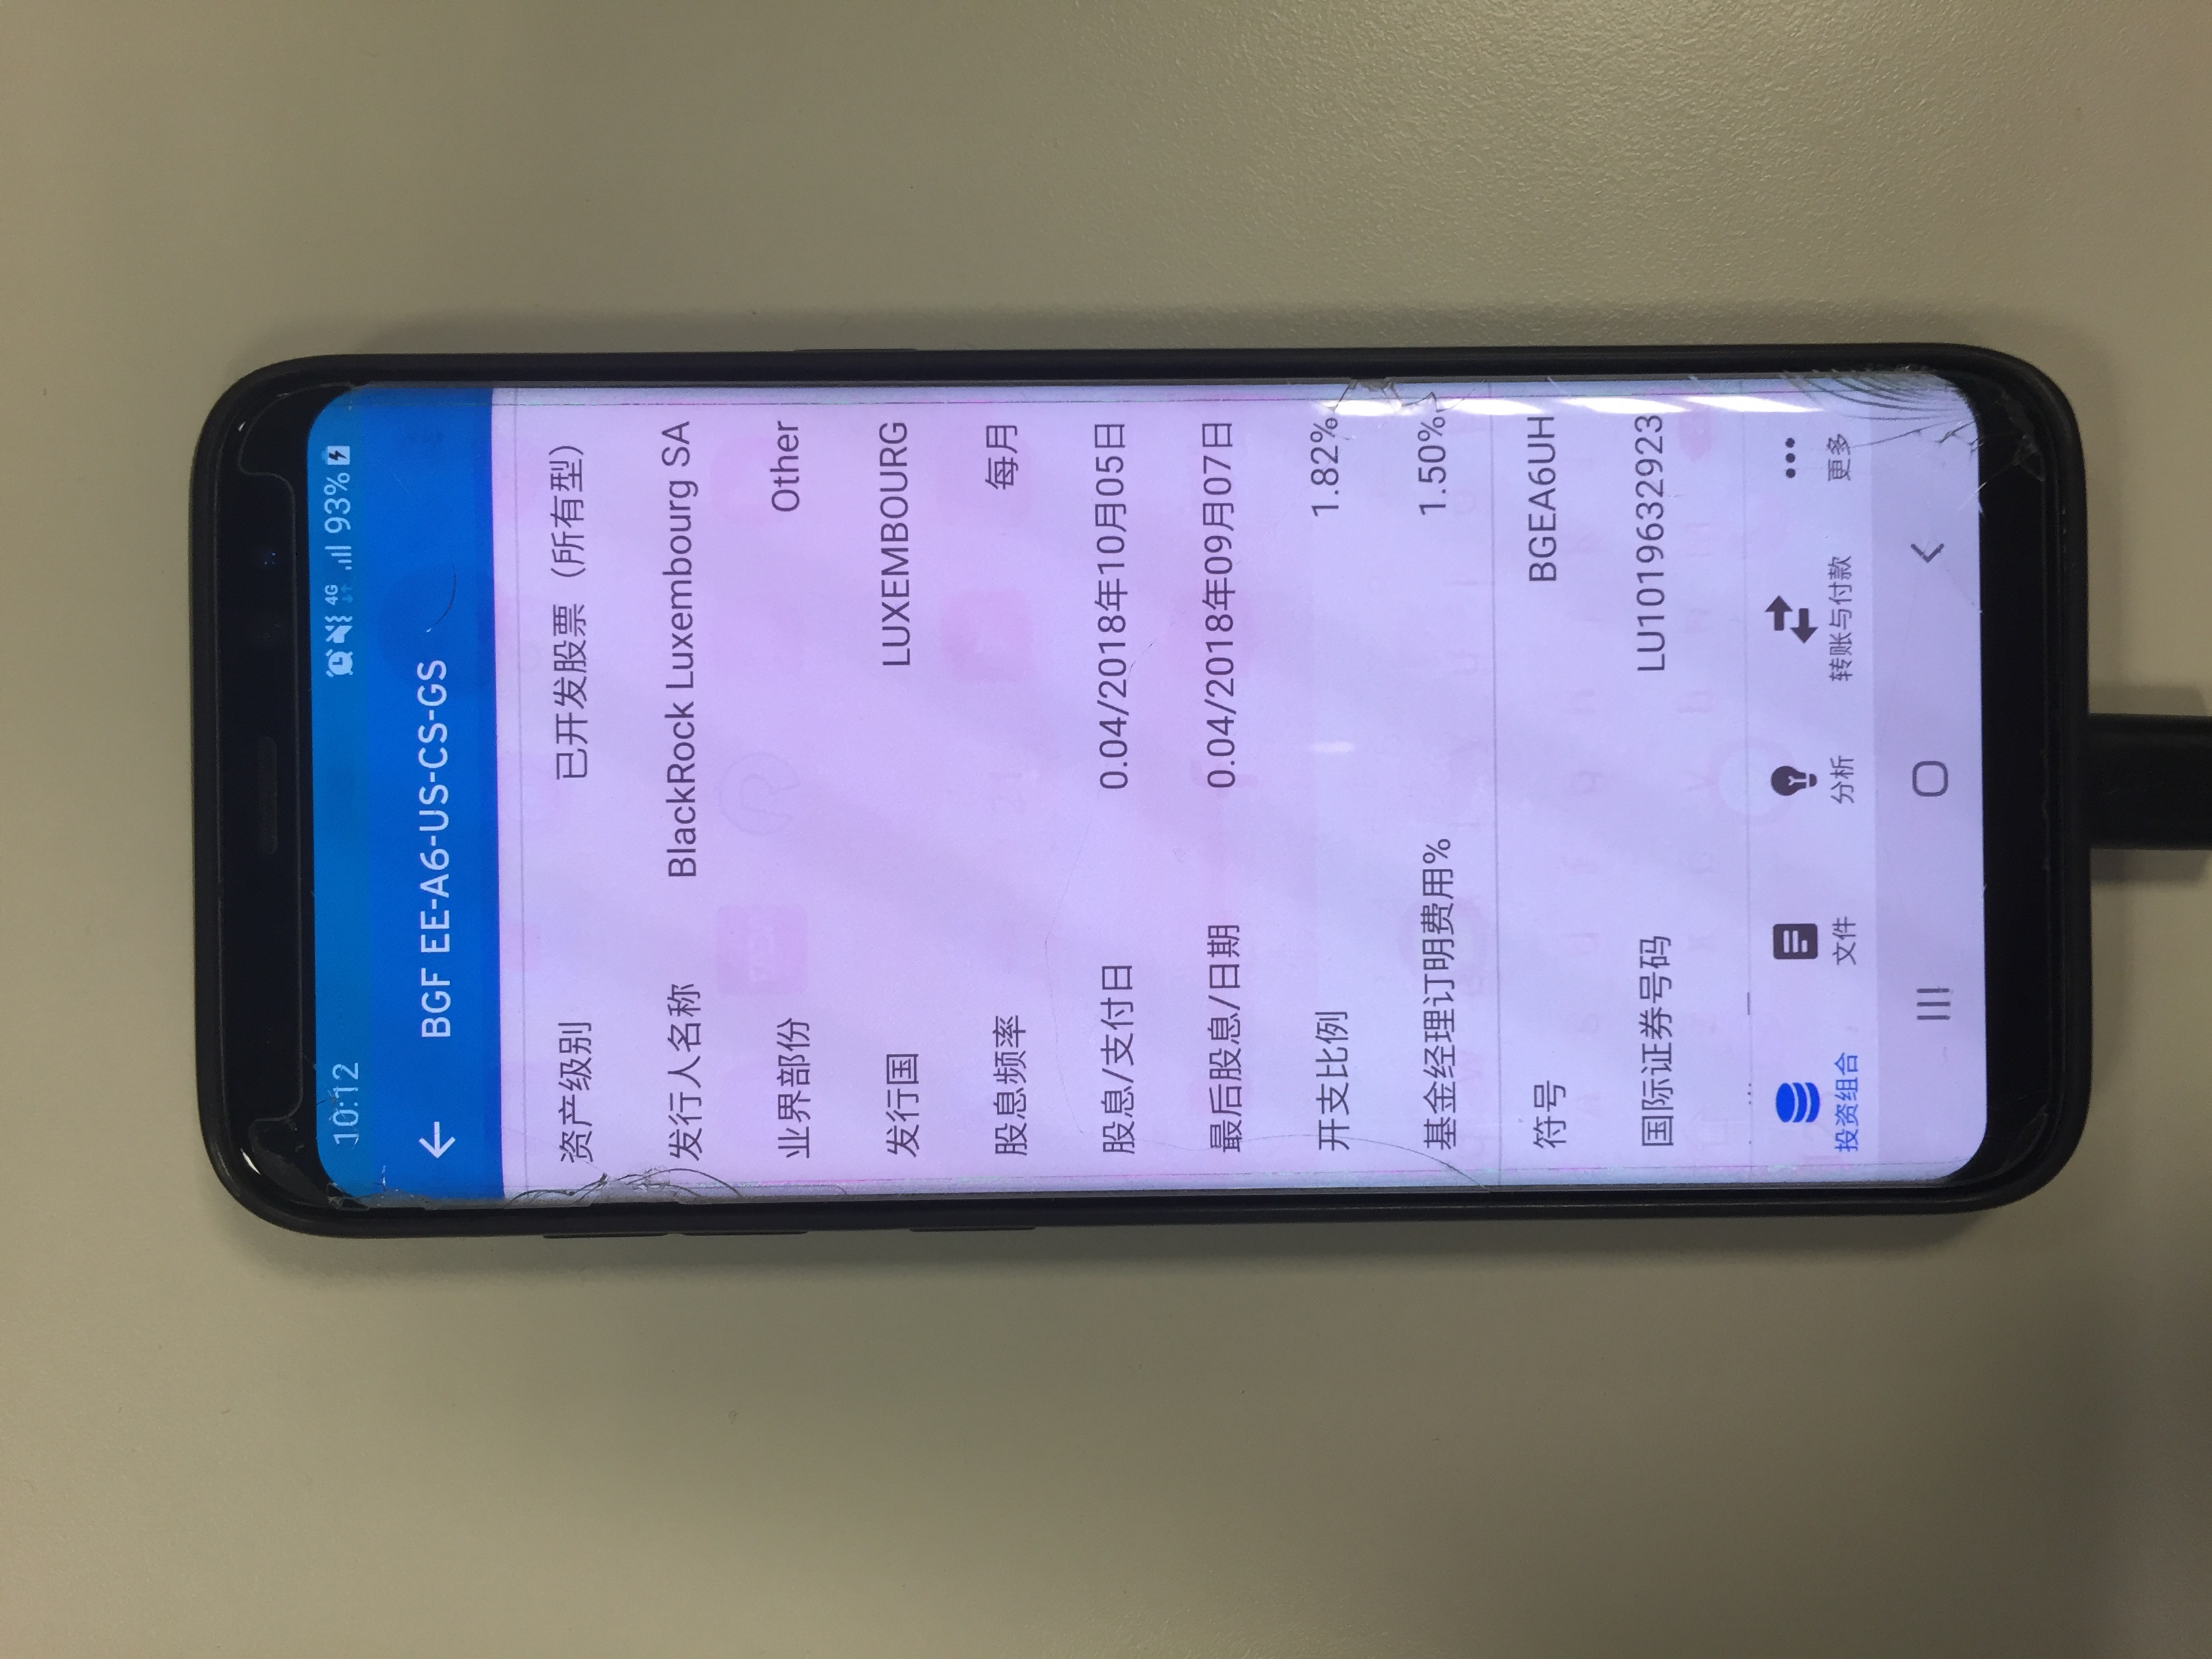 10:12
4G 93%
BGF EE-A6-US-CS-GS
资产级别 已开发股票（所有型）
发行人名称 BlackRock Luxembourg SA
业界部份 Other
发行国 LUXEMBOURG
股息频率 每月
股息/支付日 0.04/2018年10月05日
最后股息/日期 0.04/2018年09月07日
开支比例 1.82%
基金经理订明费用% 1.50%
符号 BGEA6UH
国际证券号码 LU1019632923
投资组合 文件 分析 转账与付款 更多